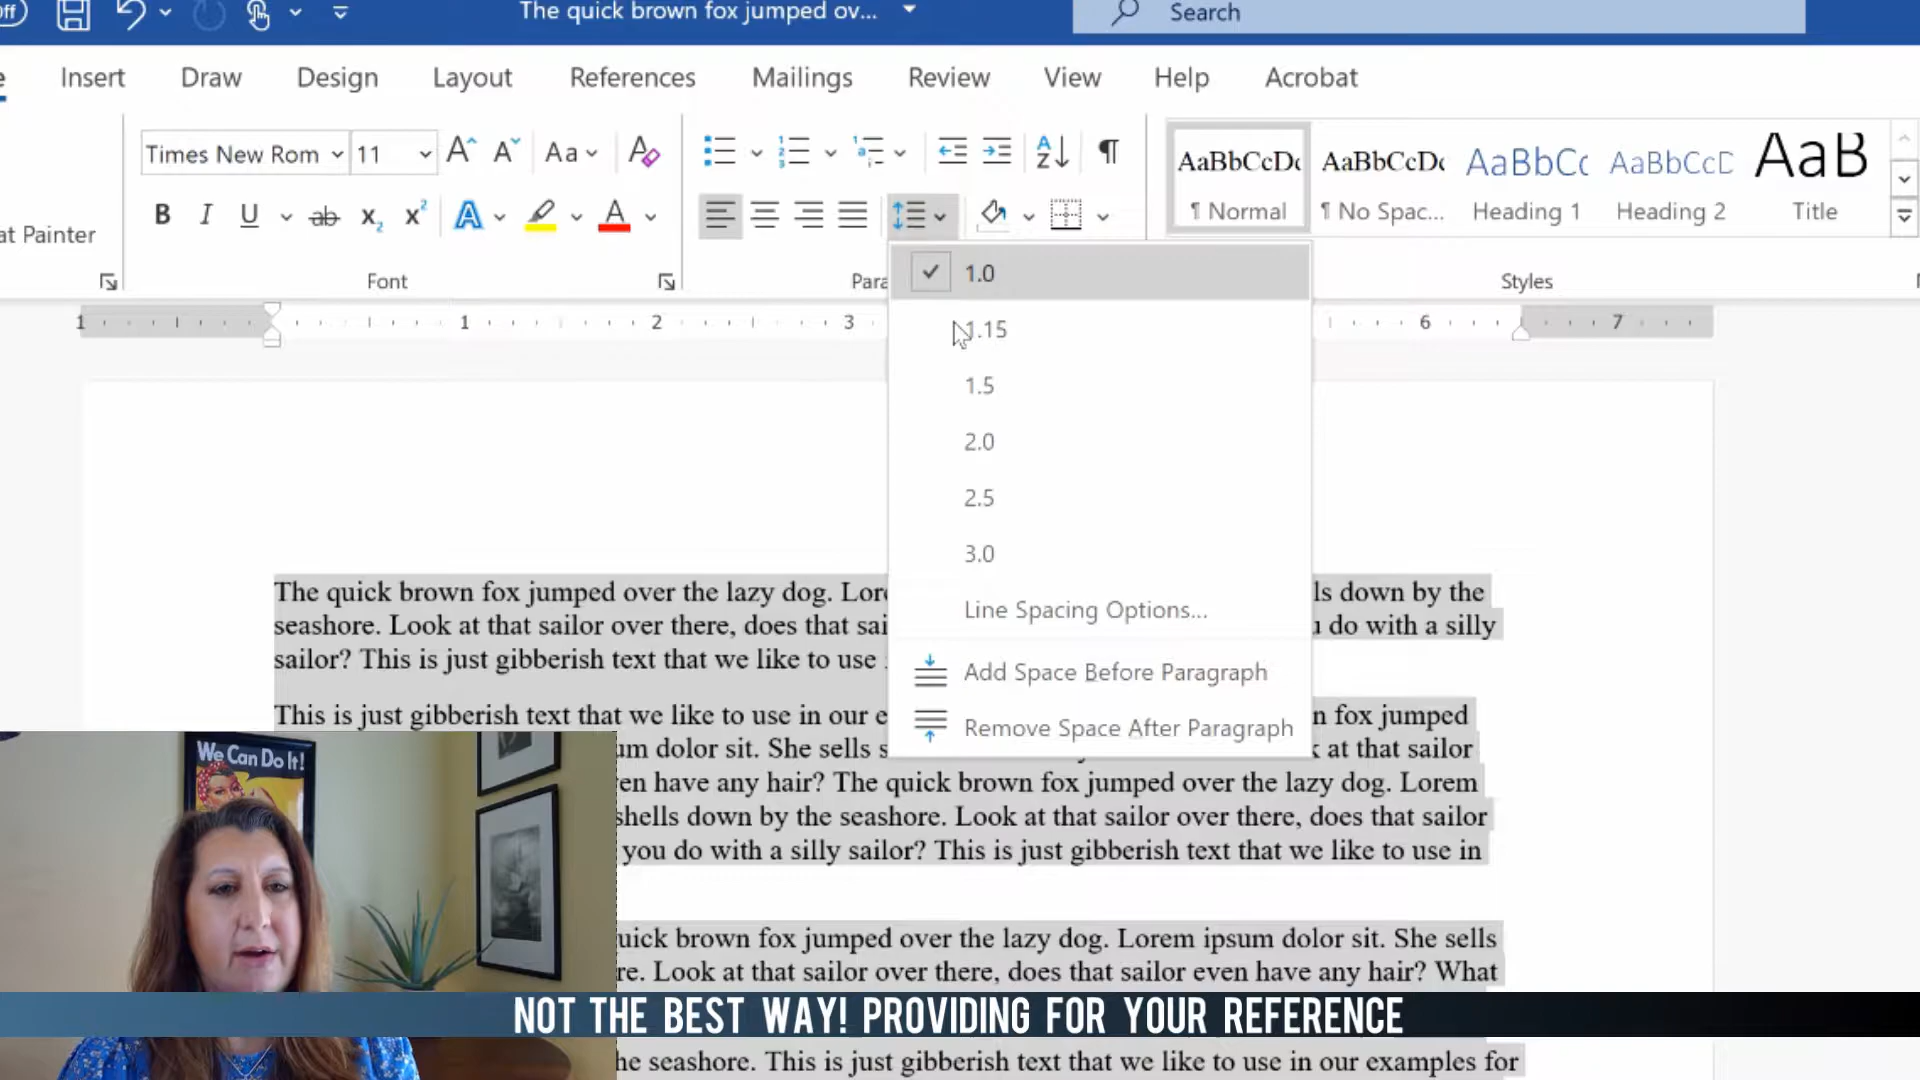 ff
The quick brown fox jumped ov...
Search
e
Insert
Draw
Design
Layout
References
Mailings
Review
View
Help
Acrobat
at Painter
Times New Rom
11
Aa
B I U ab x2 x2 A A
Font
Para
AaBbCcDc
¶ Normal
AaBbCcDc
¶ No Spac...
AaBbCc
Heading 1
AaBbCcD
Heading 2
AaB
Title
Styles
1 1 2 3 6 7
1.0
1.15
1.5
2.0
2.5
3.0
Line Spacing Options...
Add Space Before Paragraph
Remove Space After Paragraph
The quick brown fox jumped over the lazy dog. Lore ls down by the
seashore. Look at that sailor over there, does that sai u do with a silly
sailor? This is just gibberish text that we like to use
This is just gibberish text that we like to use in our e n fox jumped
um dolor sit. She sells s k at that sailor
en have any hair? The quick brown fox jumped over the lazy dog. Lorem
shells down by the seashore. Look at that sailor over there, does that sailor
you do with a silly sailor? This is just gibberish text that we like to use in
We Can Do It!
uick brown fox jumped over the lazy dog. Lorem ipsum dolor sit. She sells
re. Look at that sailor over there, does that sailor even have any hair? What
NOT THE BEST WAY! PROVIDING FOR YOUR REFERENCE
he seashore. This is just gibberish text that we like to use in our examples for